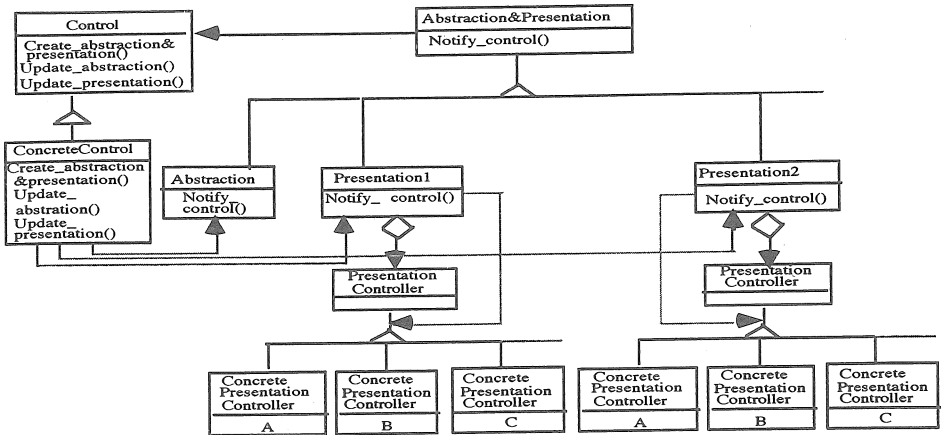 Control
Create_abstraction&
presentation()
Update_abstraction()
Update_presentation()
Abstraction&Presentation
Notify_control()
ConcreteControl
Create_abstraction
&presentation()
Update_
abstration()
Update_
presentation()
Abstraction
Notify_
control()
Presentation1
Notify_ control()
Presentation2
Notify_control()
Presentation
Controller
Presentation
Controller
Concrete
Presentation
Controller
A
Concrete
Presentation
Controller
B
Concrete
Presentation
Controller
C
Concrete
Presentation
Controller
A
Concrete
Presentation
Controller
B
Concrete
Presentation
Controller
C